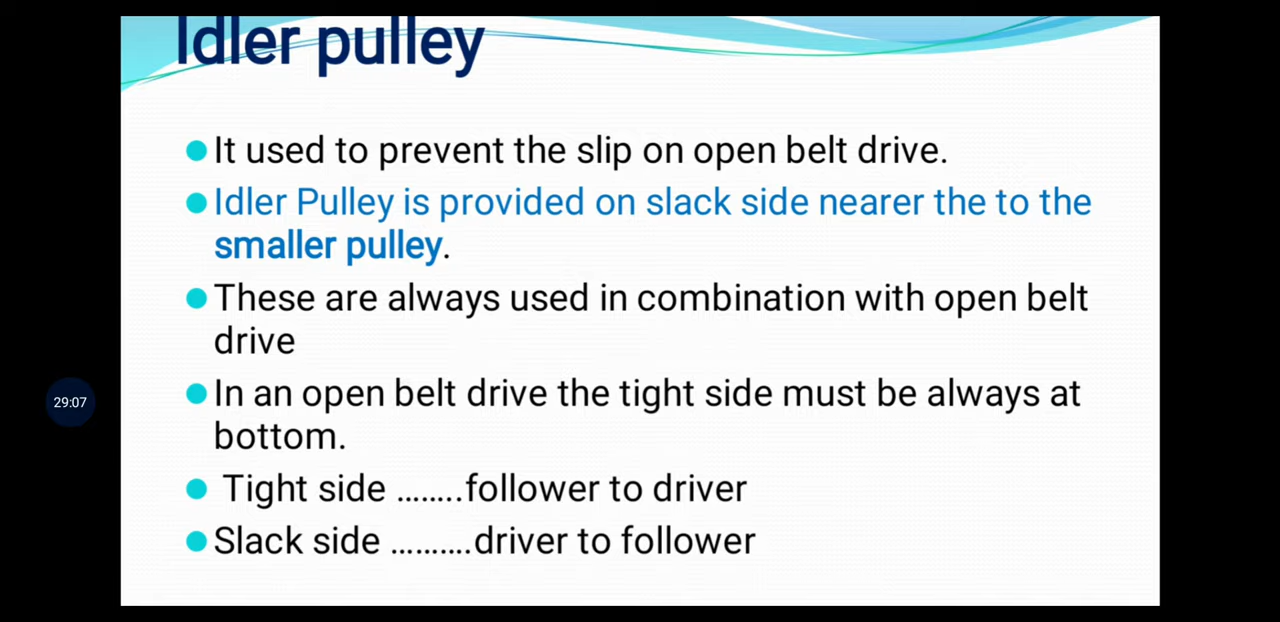 Idler pulley
It used to prevent the slip on open belt drive.
Idler Pulley is provided on slack side nearer the to the
smaller pulley.
These are always used in combination with open belt
drive
In an open belt drive the tight side must be always at
bottom.
Tight side ........follower to driver
Slack side ..........driver to follower
29:07